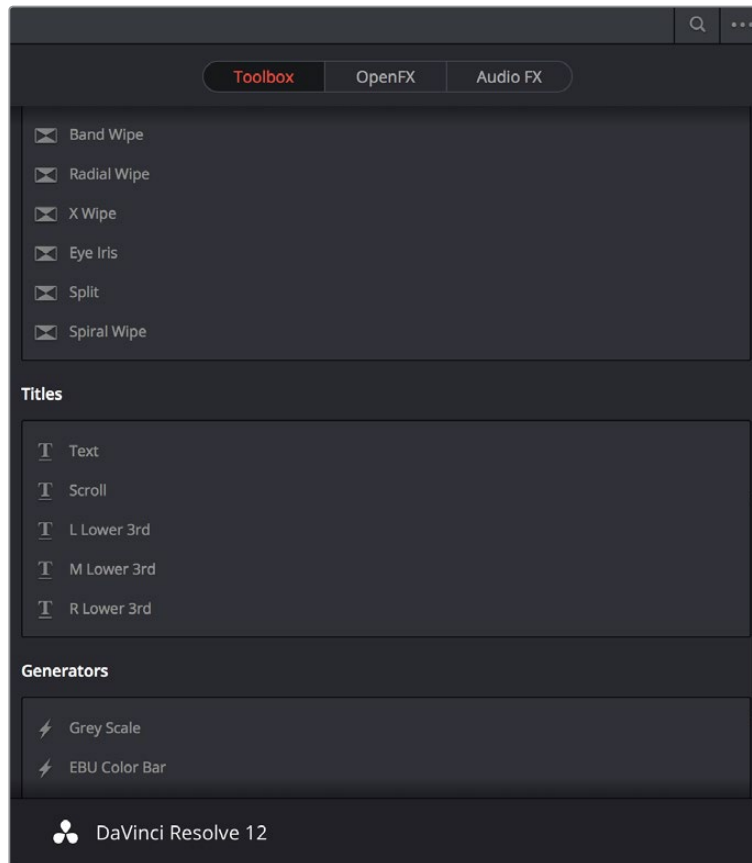 Toolbox OpenFX Audio FX
Band Wipe
Radial Wipe
X Wipe
Eye Iris
Split
Spiral Wipe
Titles
T Text
T Scroll
T L Lower 3rd
T M Lower 3rd
T R Lower 3rd
Generators
Grey Scale
EBU Color Bar
DaVinci Resolve 12